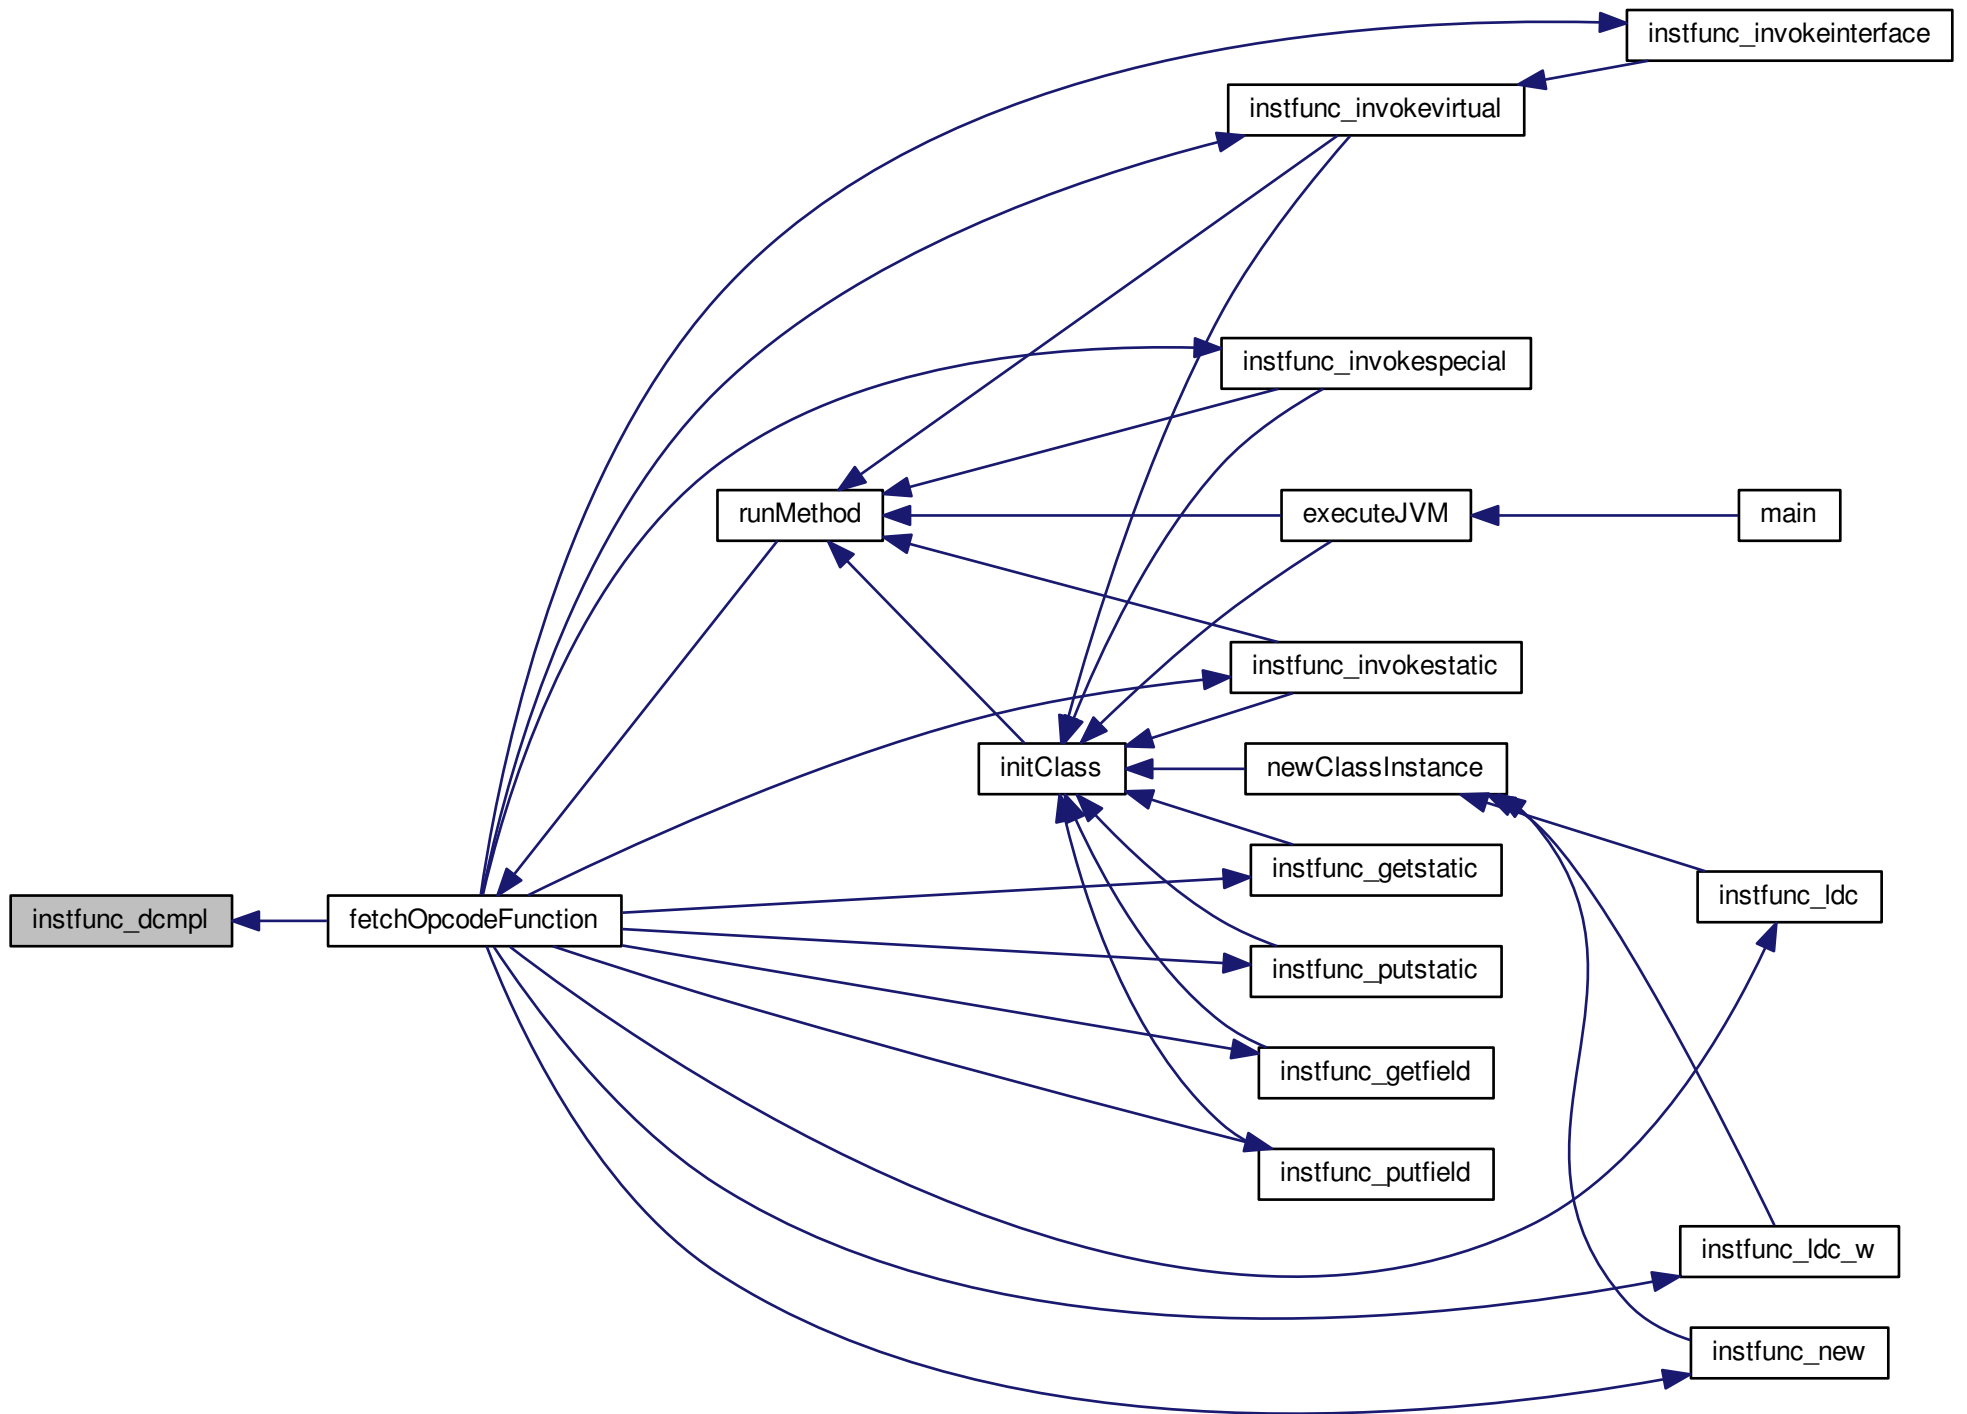 instfunc_invokeinterface
instfunc_invokevirtual
instfunc_invokespecial
runMethod
executeJVM
main
instfunc_invokestatic
initClass
newClassInstance
instfunc_getstatic
instfunc_ldc
instfunc_dcmpl
fetchOpcodeFunction
instfunc_putstatic
instfunc_getfield
instfunc_putfield
instfunc_ldc_w
instfunc_new